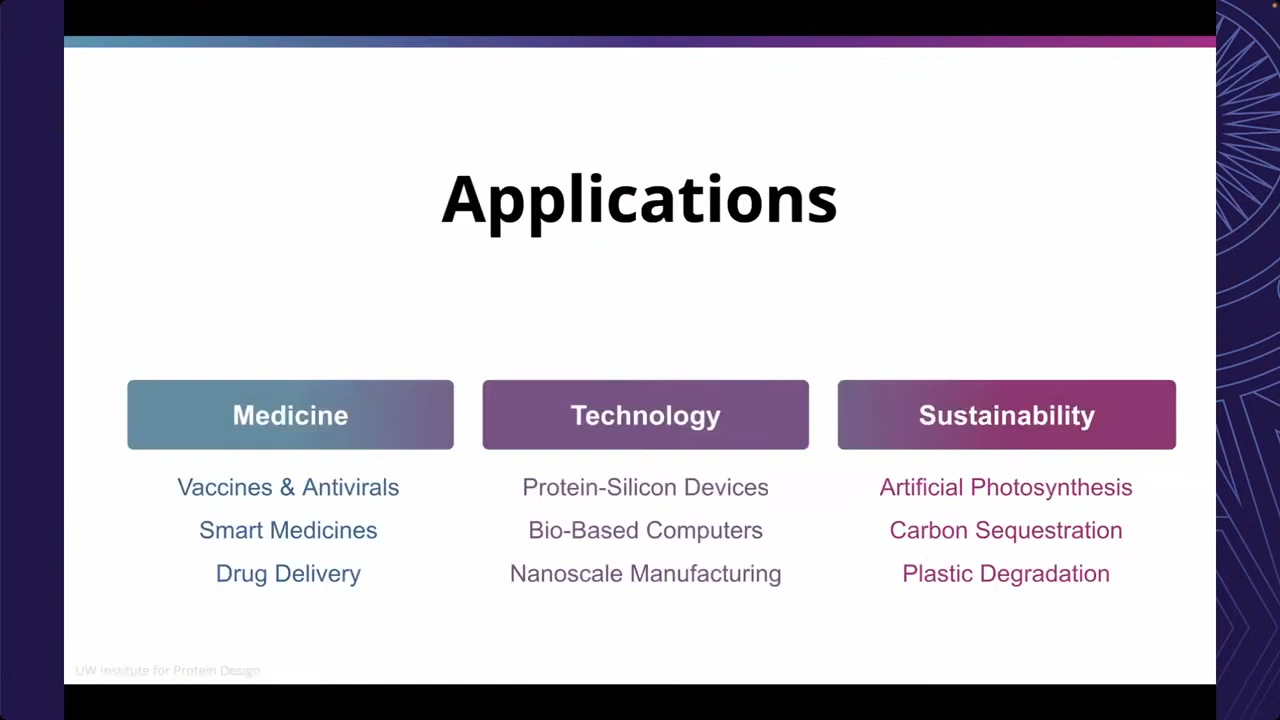 Applications
Medicine
Vaccines & Antivirals
Smart Medicines
Drug Delivery
Technology
Protein-Silicon Devices
Bio-Based Computers
Nanoscale Manufacturing
Sustainability
Artificial Photosynthesis
Carbon Sequestration
Plastic Degradation
UW Institute for Protein Design